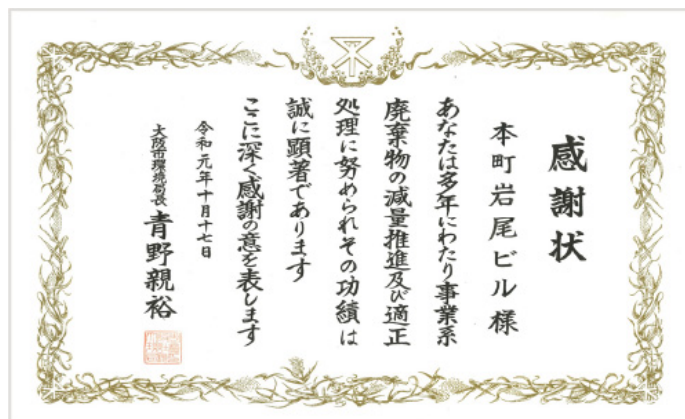 感謝状
本町岩尾ビル様
あなたは多年にわたり事業系
廃棄物の減量推進及び適正
処理に努められその功績は
誠に顕著であります
ここに深く感謝の意を表します
令和元年十月十七日
大阪市環境局長 青野親裕